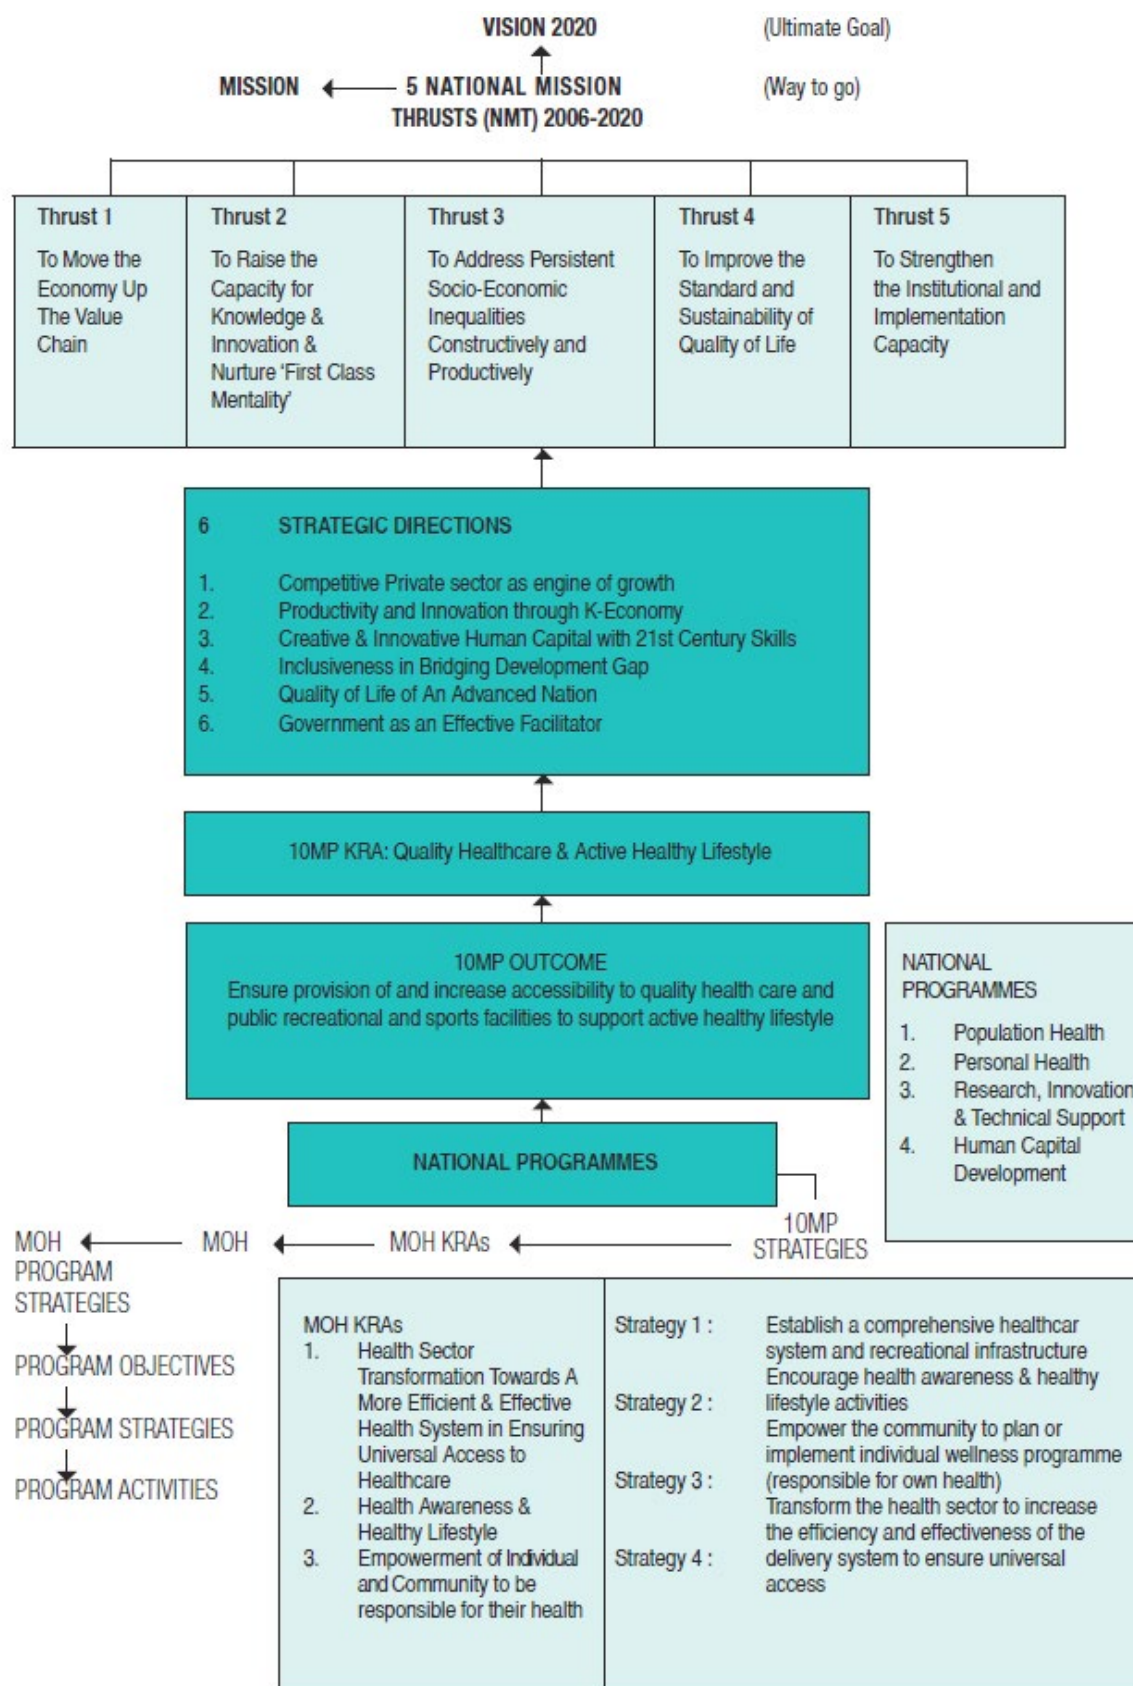 VISION 2020 (Ultimate Goal)
MISSION 5 NATIONAL MISSION (Way to go)
THRUSTS (NMT) 2006-2020
Thrust 1
To Move the
Economy Up
The Value
Chain
Thrust 2
To Raise the
Capacity for
Knowledge &
Innovation &
Nurture ‘First Class
Mentality’
Thrust 3
To Address Persistent
Socio-Economic
Inequalities
Constructively and
Productively
Thrust 4
To Improve the
Standard and
Sustainability of
Quality of Life
Thrust 5
To Strengthen
the Institutional and
Implementation
Capacity
6 STRATEGIC DIRECTIONS
1. Competitive Private sector as engine of growth
2. Productivity and Innovation through K-Economy
3. Creative & Innovative Human Capital with 21st Century Skills
4. Inclusiveness in Bridging Development Gap
5. Quality of Life of An Advanced Nation
6. Government as an Effective Facilitator
10MP KRA: Quality Healthcare & Active Healthy Lifestyle
10MP OUTCOME
Ensure provision of and increase accessibility to quality health care and
public recreational and sports facilities to support active healthy lifestyle
NATIONAL
PROGRAMMES
1. Population Health
2. Personal Health
3. Research, Innovation
& Technical Support
4. Human Capital
Development
NATIONAL PROGRAMMES
10MP
STRATEGIES
MOH KRAs
MOH
MOH
PROGRAM
STRATEGIES
PROGRAM OBJECTIVES
PROGRAM STRATEGIES
PROGRAM ACTIVITIES
MOH KRAs
1. Health Sector
Transformation Towards A
More Efficient & Effective
Health System in Ensuring
Universal Access to
Healthcare
2. Health Awareness &
Healthy Lifestyle
3. Empowerment of Individual
and Community to be
responsible for their health
Strategy 1 : Establish a comprehensive healthcar
system and recreational infrastructure
Encourage health awareness & healthy
Strategy 2 : lifestyle activities
Empower the community to plan or
implement individual wellness programme
Strategy 3 : (responsible for own health)
Transform the health sector to increase
the efficiency and effectiveness of the
Strategy 4 : delivery system to ensure universal
access